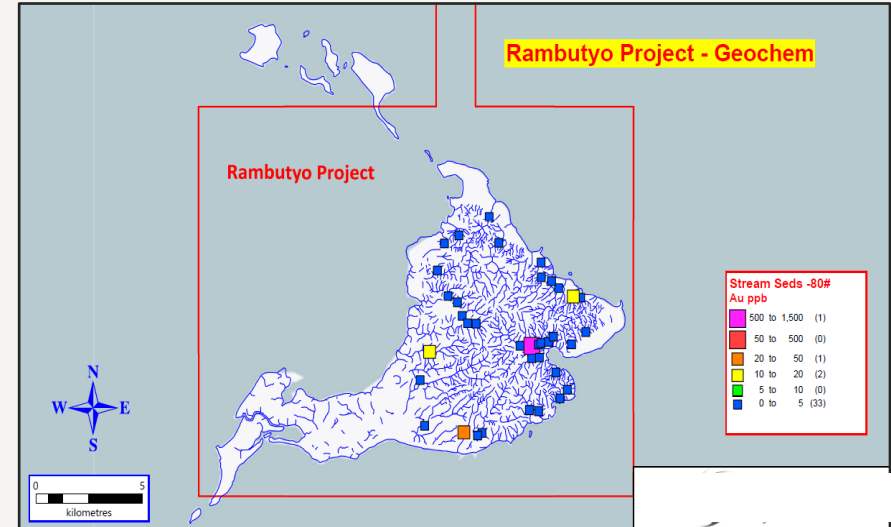 Rambutyo Project - Geochem
Rambutyo Project
Stream Seds -80#
Au ppb
500 to 1,500 (1)
50 to 500 (0)
20 to 50 (1)
10 to 20 (2)
5 to 10 (0)
0 to 5 (33)
N
W E
S
0 5
kilometres